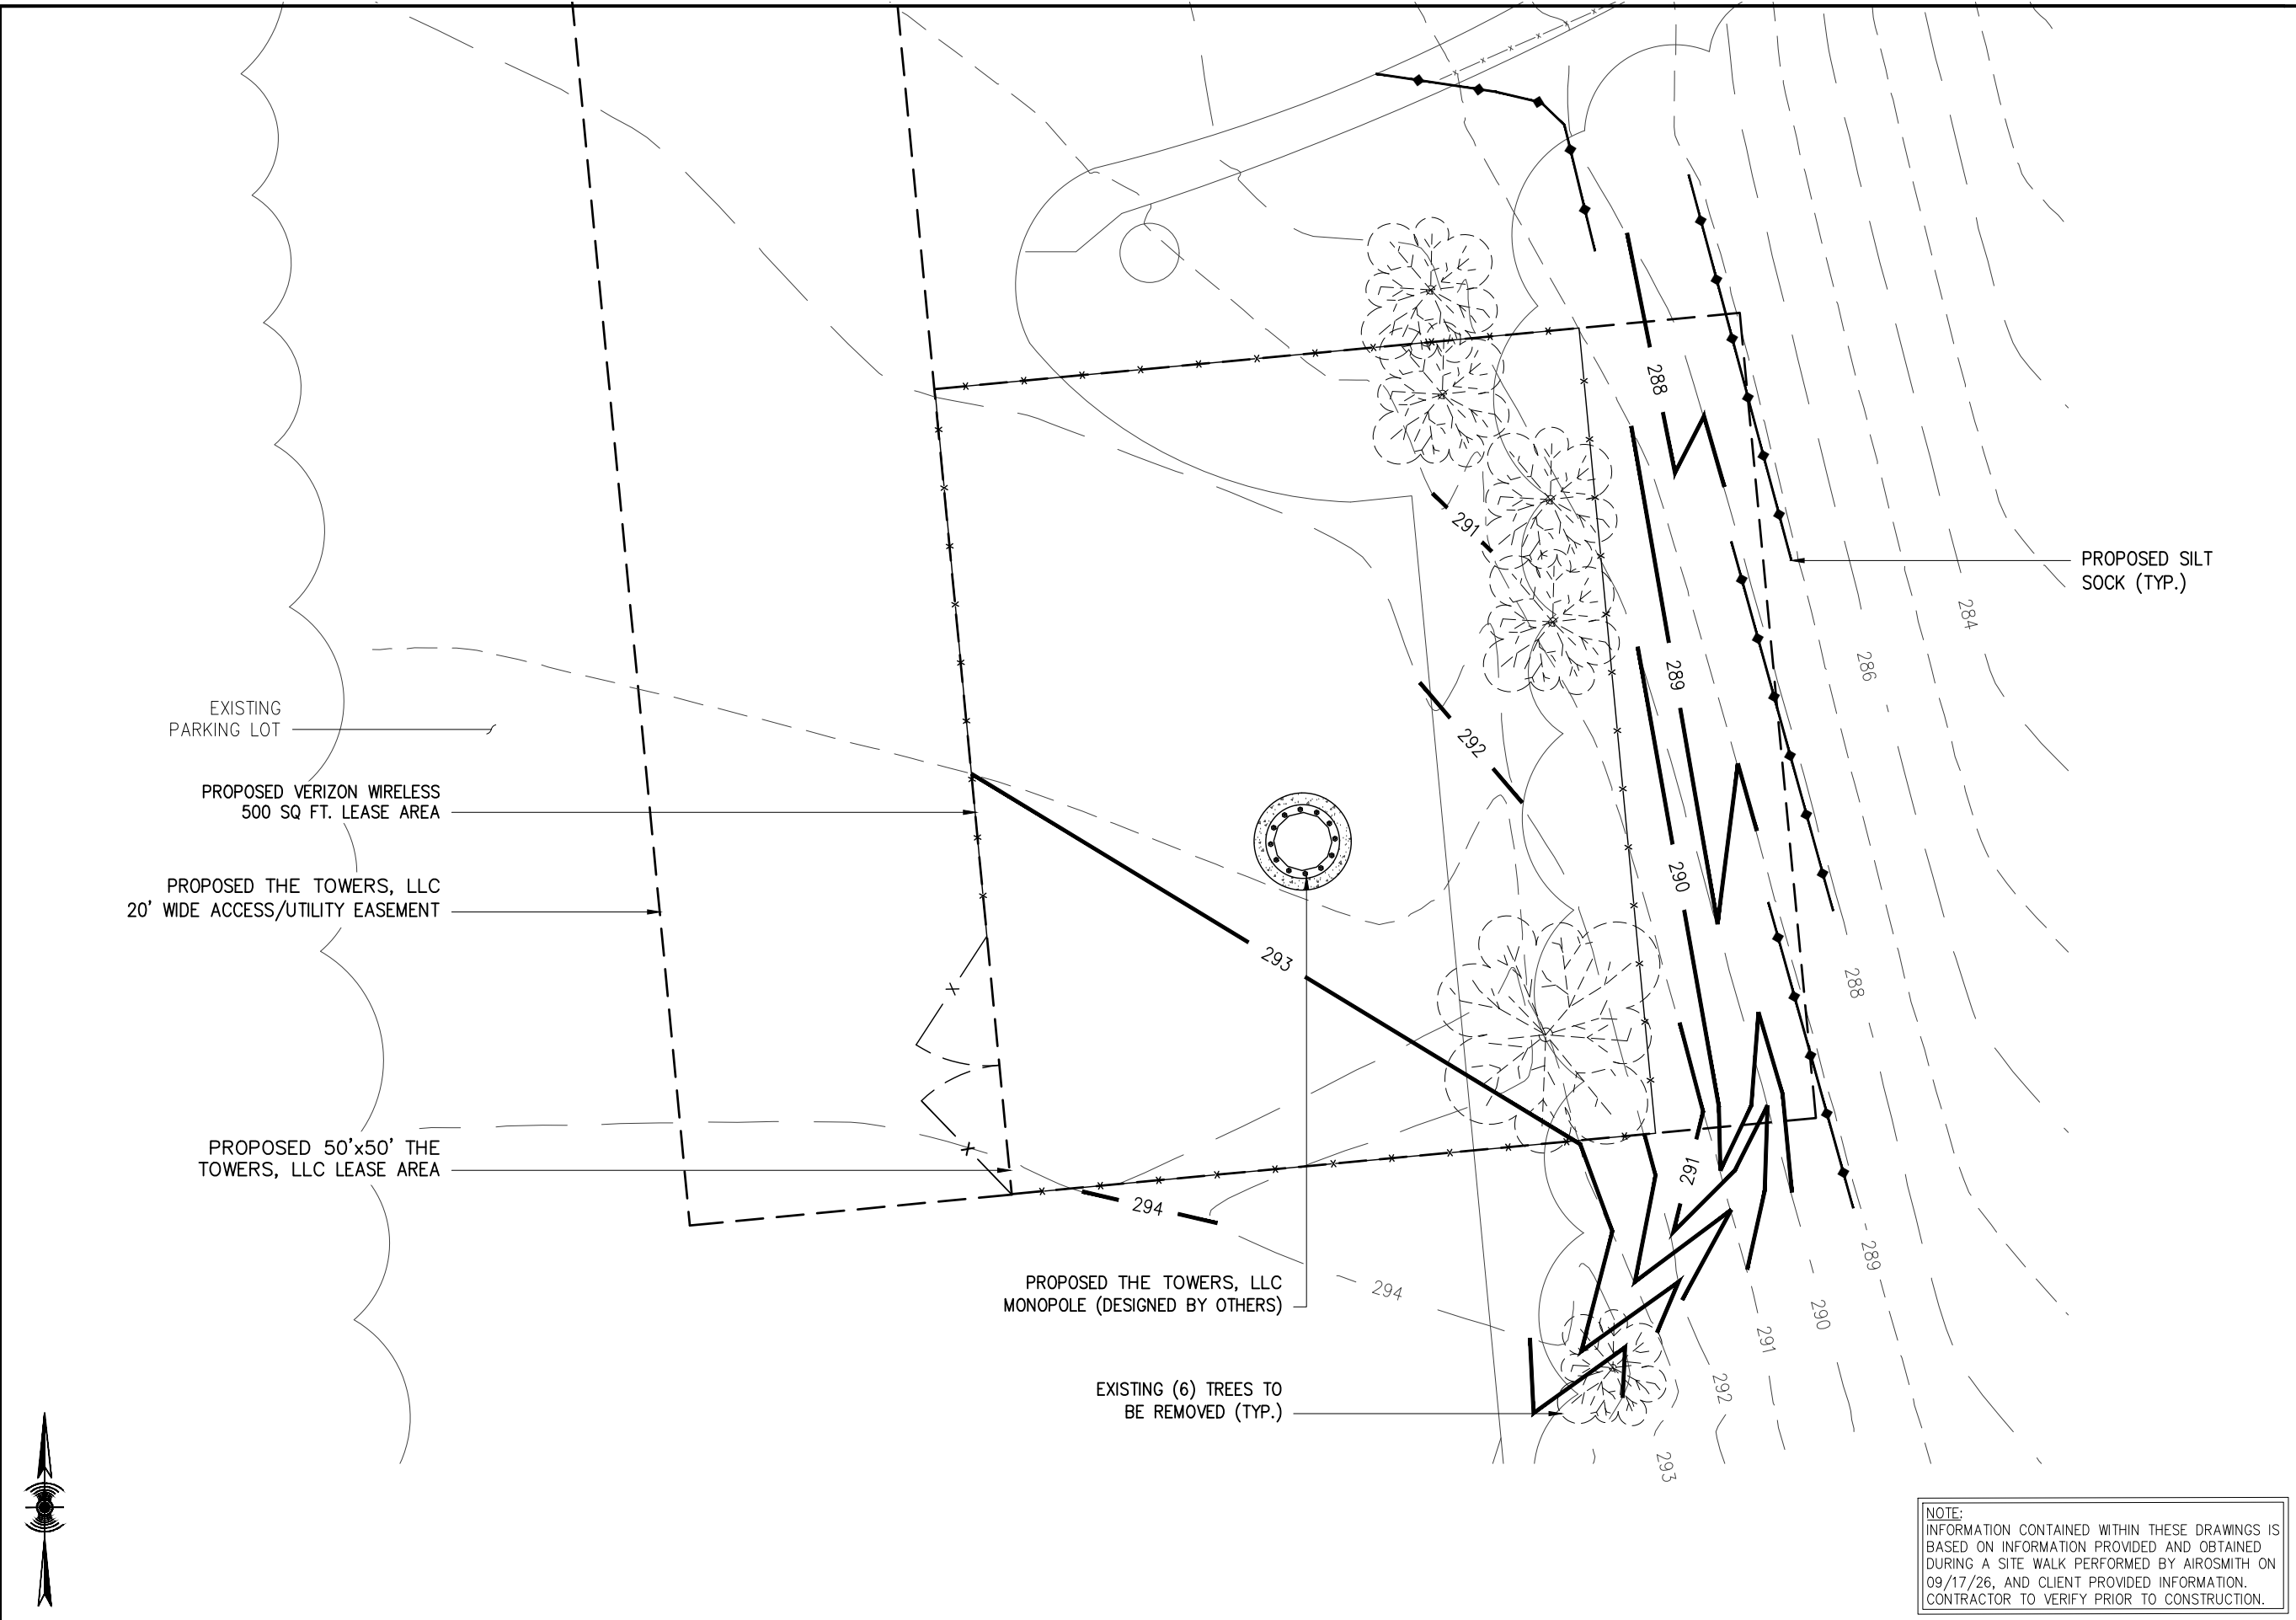 288
291
PROPOSED SILT
SOCK (TYP.)
284
286
289
EXISTING
PARKING LOT
292
PROPOSED VERIZON WIRELESS
500 SQ FT. LEASE AREA
290
PROPOSED THE TOWERS, LLC
20' WIDE ACCESS/UTILITY EASEMENT
293
288
PROPOSED 50'x50' THE
TOWERS, LLC LEASE AREA
291
294
289
PROPOSED THE TOWERS, LLC
MONOPOLE (DESIGNED BY OTHERS)
294
290
291
EXISTING (6) TREES TO
BE REMOVED (TYP.)
292
293
NOTE:
INFORMATION CONTAINED WITHIN THESE DRAWINGS IS
BASED ON INFORMATION PROVIDED AND OBTAINED
DURING A SITE WALK PERFORMED BY AIROSMITH ON
09/17/26, AND CLIENT PROVIDED INFORMATION.
CONTRACTOR TO VERIFY PRIOR TO CONSTRUCTION.